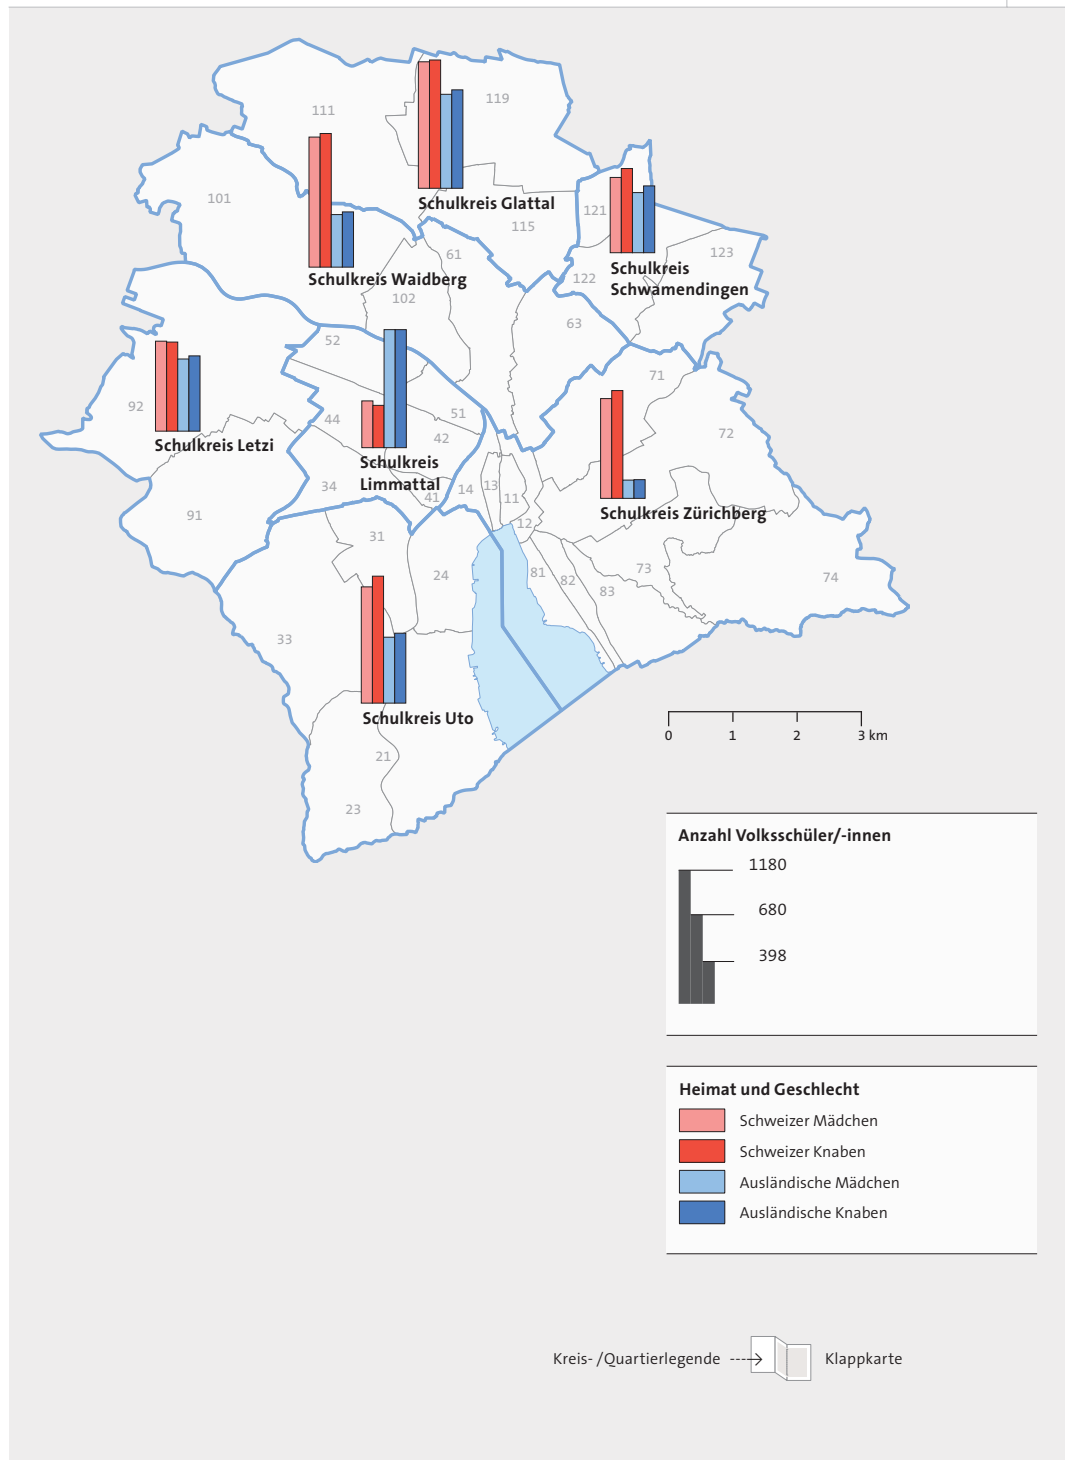 111
119
101
Schulkreis Glattal
121
115
123
61
Schulkreis
Schulkreis Waidberg
122
Schwamendingen
102
63
52
71
92
44
51
72
42
Schulkreis Letzi
Schulkreis
Limmattal
34
41
14
13
11
Schulkreis Zürichberg
91
12
31
24
81
82
83
73
74
33
Schulkreis Uto
0 1 2 3 km
21
23
Anzahl Volksschüler/-innen
1180
680
398
Heimat und Geschlecht
Schweizer Mädchen
Schweizer Knaben
Ausländische Mädchen
Ausländische Knaben
Kreis- /Quartierlegende
Klappkarte